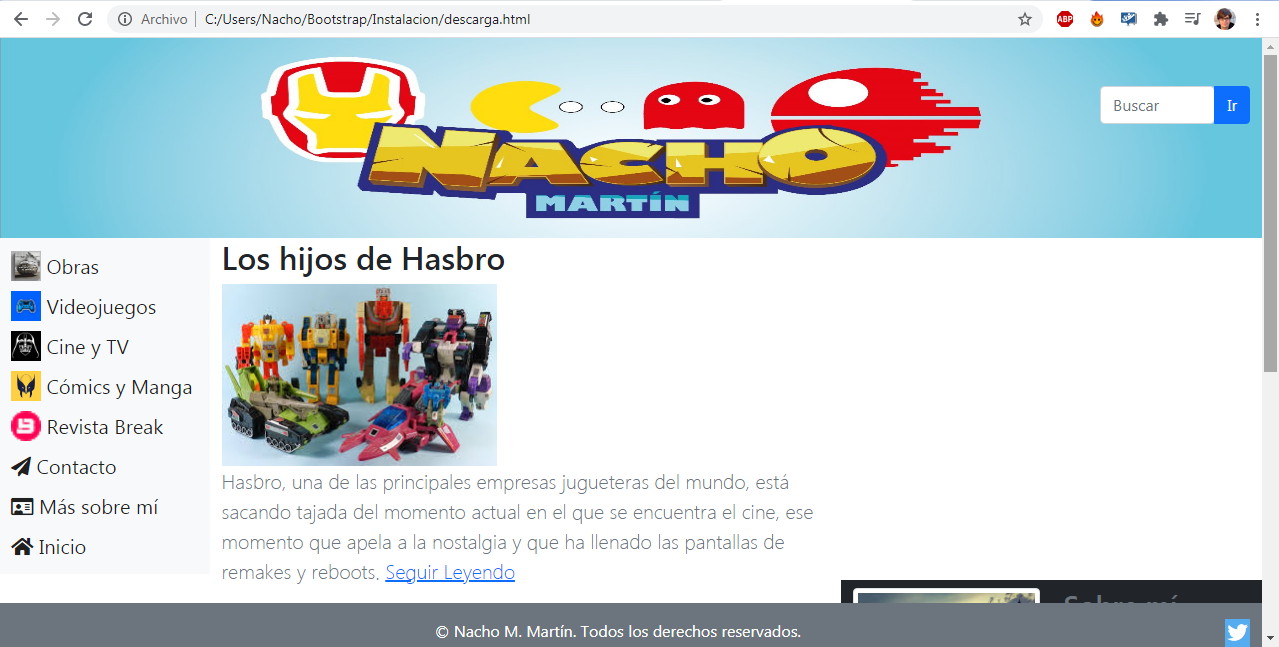 Archivo
C:/Users/Nacho/Bootstrap/Instalacion/descarga.html
ABP
NACHO
MARTÍN
Buscar
Ir
Obras
Videojuegos
Cine y TV
Cómics y Manga
Revista Break
Contacto
Más sobre mí
Inicio
Los hijos de Hasbro
Hasbro, una de las principales empresas jugueteras del mundo, está
sacando tajada del momento actual en el que se encuentra el cine, ese
momento que apela a la nostalgia y que ha llenado las pantallas de
remakes y reboots. Seguir Leyendo
Sobre mí
© Nacho M. Martín. Todos los derechos reservados.